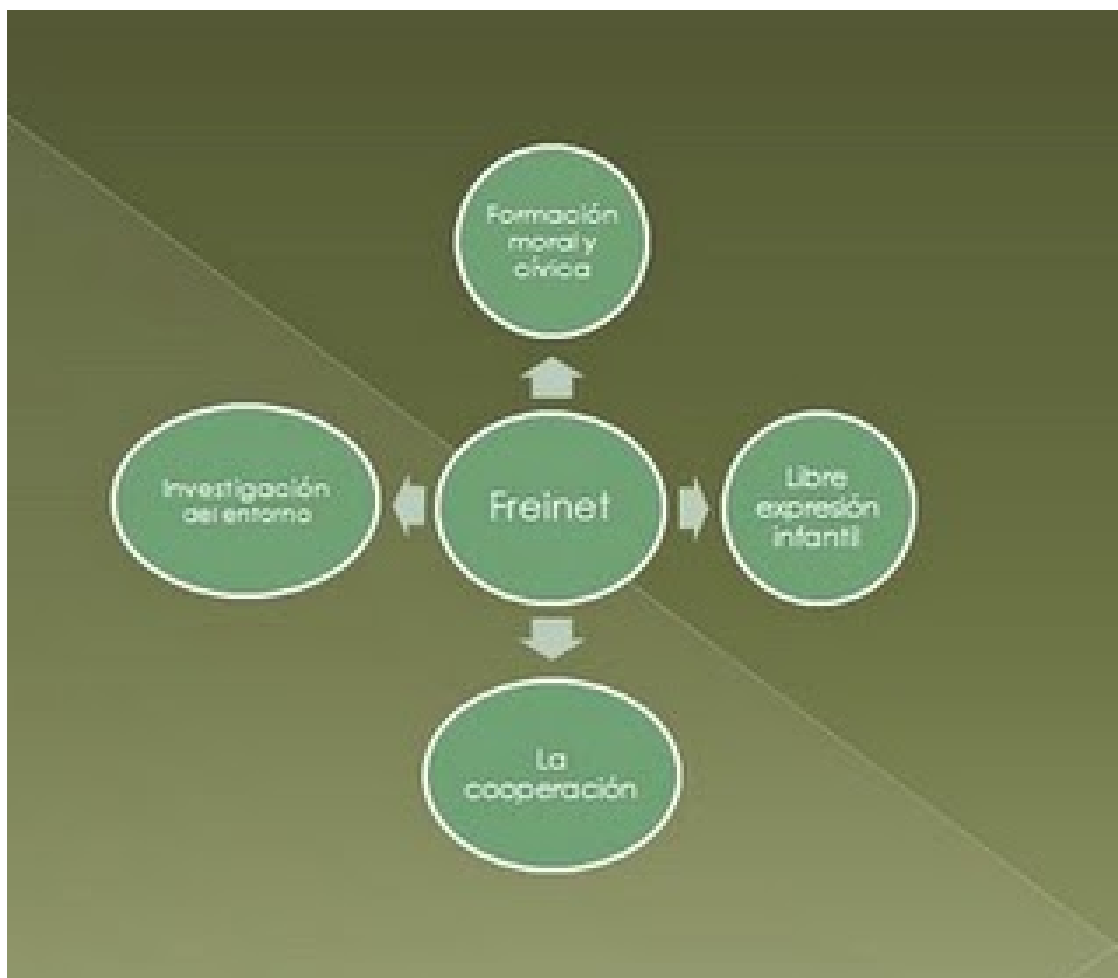 Formación
moral y
cívica
Investigación
del entorno
Freinet
Libre
expresión
infantil
La
cooperación